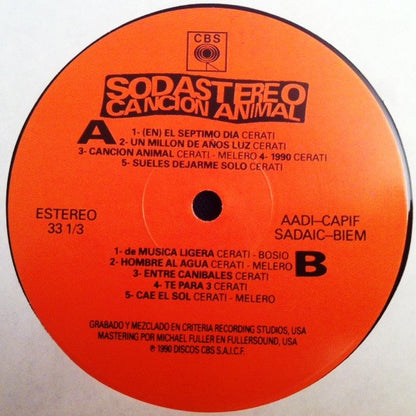 CBS
SODA STEREO
CANCION ANIMAL
A
1- (EN) EL SEPTIMO DIA CERATI
2- UN MILLON DE AÑOS LUZ CERATI
3- CANCION ANIMAL CERATI - MELERO 4- 1990 CERATI
5- SUELES DEJARME SOLO CERATI
ESTEREO
33 1/3
AADI-CAPIF
SADAIC-BIEM
B
1- de MUSICA LIGERA CERATI - BOSIO
2- HOMBRE AL AGUA CERATI - MELERO
3- ENTRE CANIBALES CERATI
4- TE PARA 3 CERATI
5- CAE EL SOL CERATI - MELERO
GRABADO Y MEZCLADO EN CRITERIA RECORDING STUDIOS, USA
MASTERING POR MICHAEL FULLER EN FULLERSOUND, USA
℗ 1990 DISCOS CBS S.A.I.C.F.